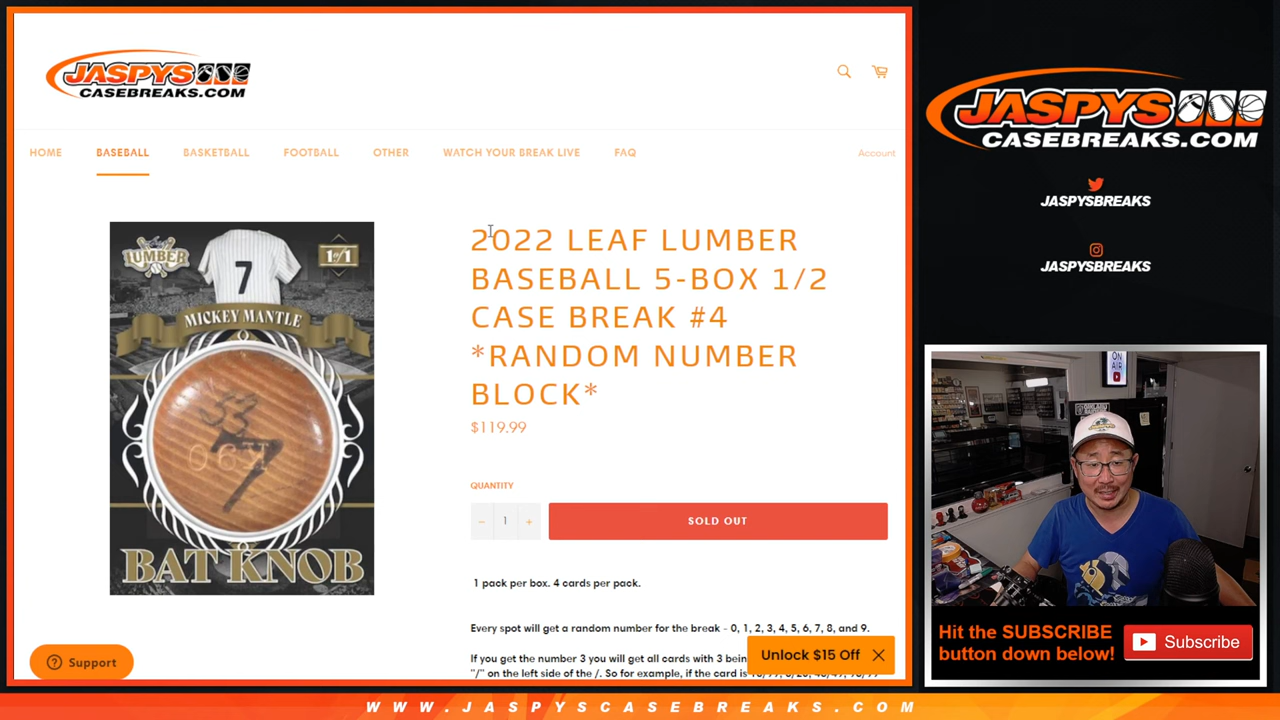 JASPYS
CASEBREAKS.COM
HOME
BASEBALL
BASKETBALL
FOOTBALL
OTHER
WATCH YOUR BREAK LIVE
FAQ
Account
LUMBER
1of1
7
MICKEY MANTLE
BAT KNOB
2022 LEAF LUMBER
BASEBALL 5-BOX 1/2
CASE BREAK #4
*RANDOM NUMBER
BLOCK*
$119.99
QUANTITY
− 1 +
SOLD OUT
1 pack per box. 4 cards per pack.
Every spot will get a random number for the break - 0, 1, 2, 3, 4, 5, 6, 7, 8, and 9.
If you get the number 3 you will get all cards with 3 bein
"/" on the left side of the /. So for example, if the card is
Unlock $15 Off
Support
JASPYS
CASEBREAKS.COM
JASPYSBREAKS
JASPYSBREAKS
ON
AIR
Hit the SUBSCRIBE
button down below!
Subscribe
WWW.JASPYSCASEBREAKS.COM